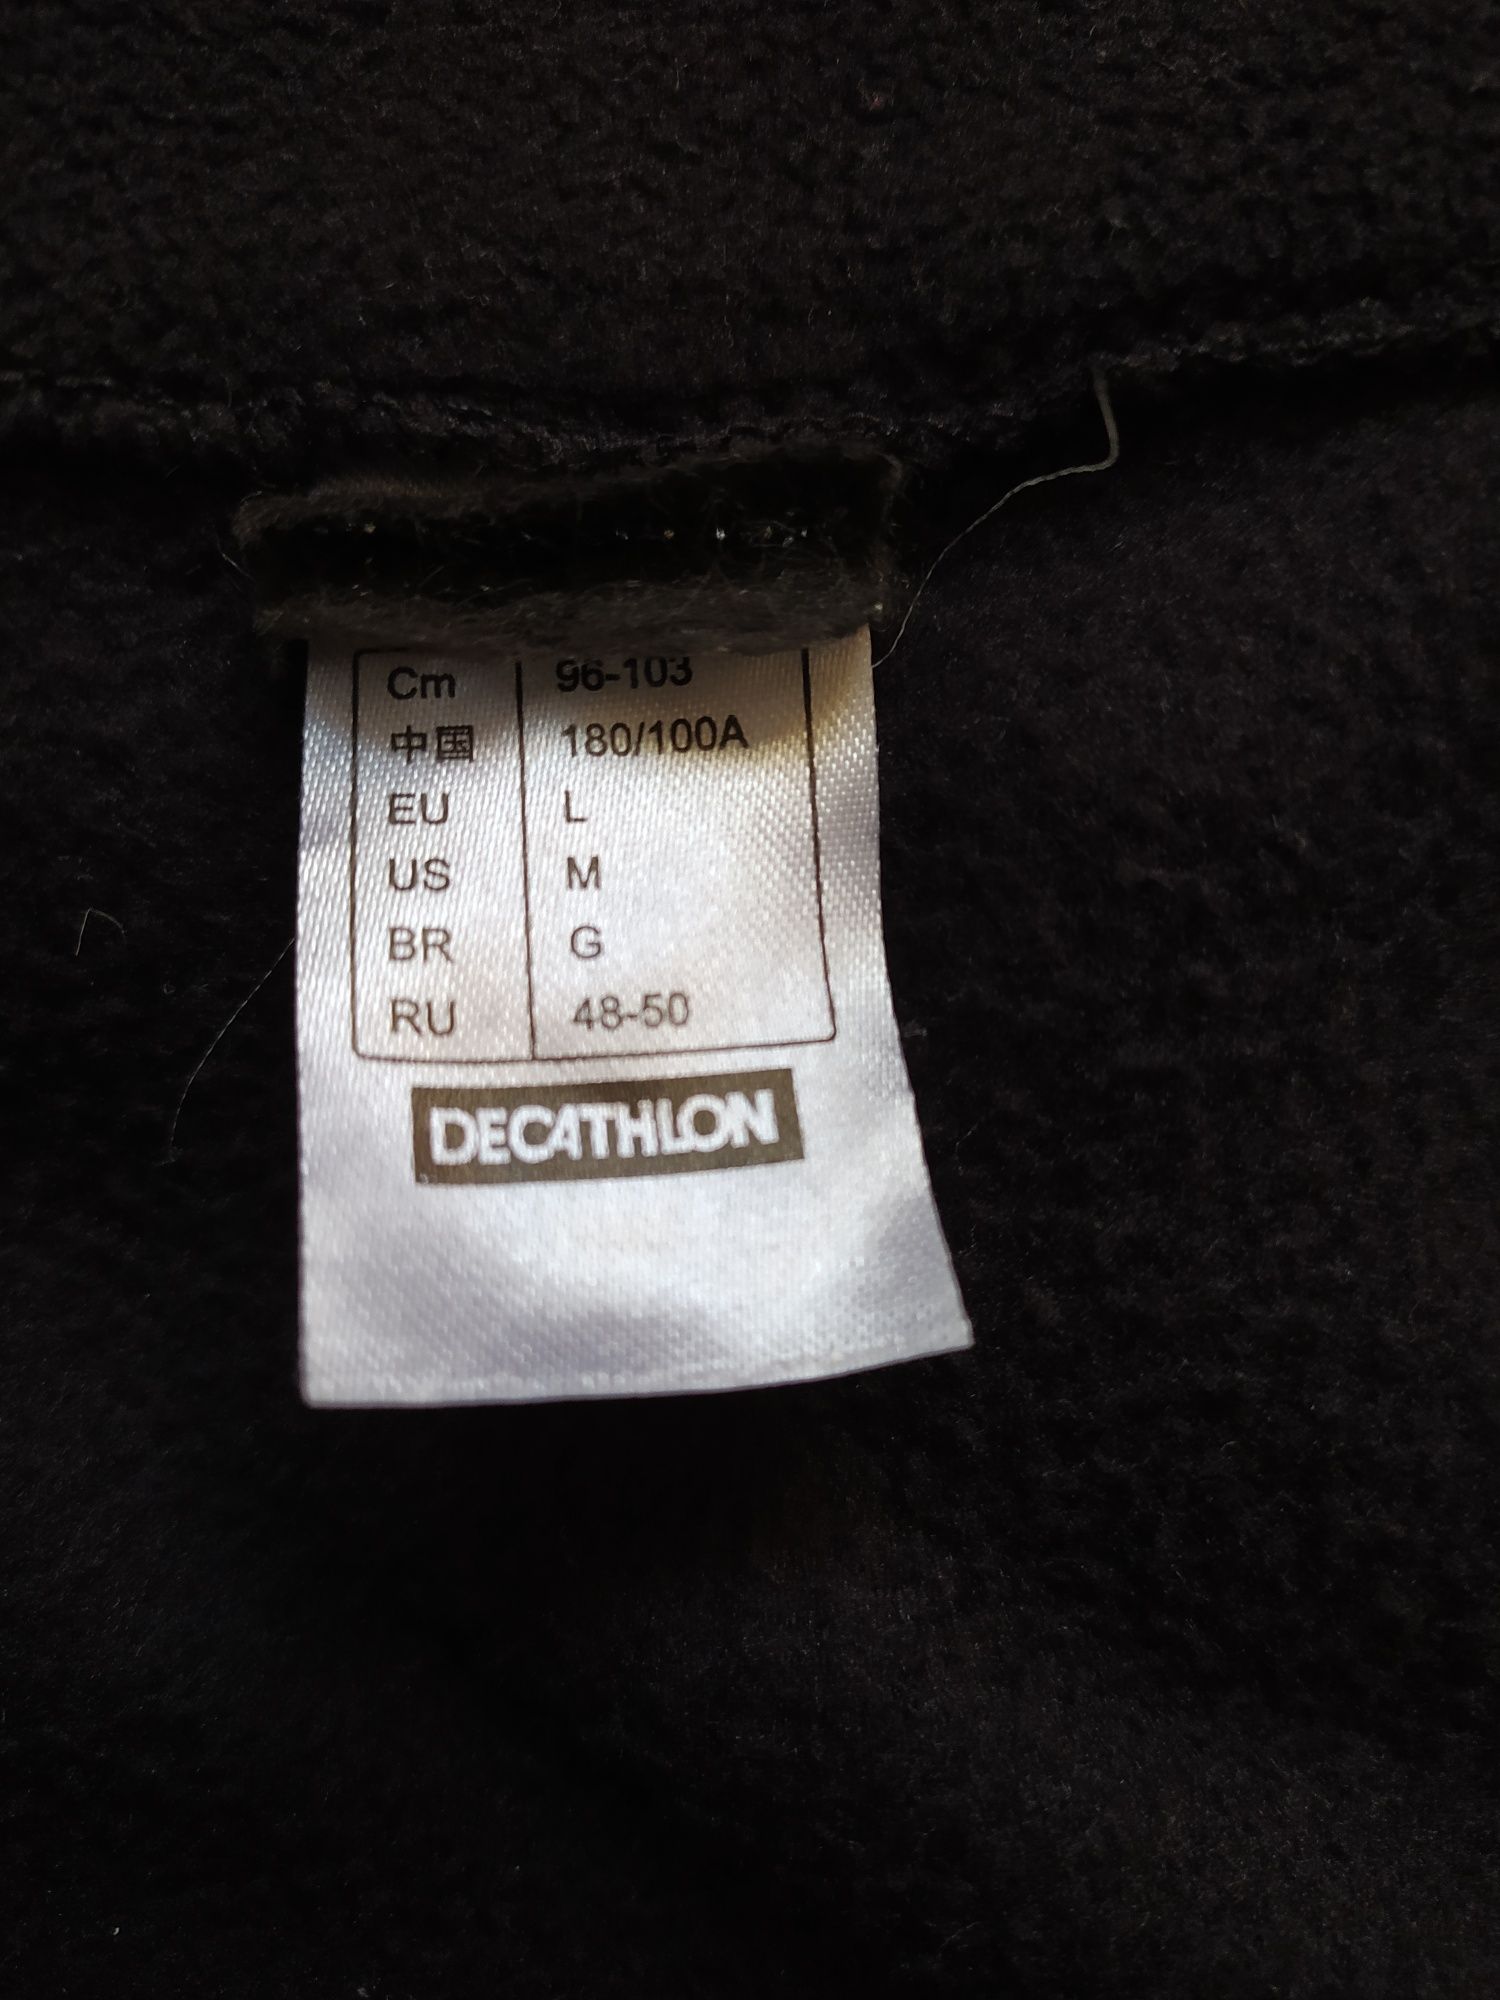 Cm 96-103
中国 180/100A
EU L
US M
BR G
RU 48-50
DECATHLON